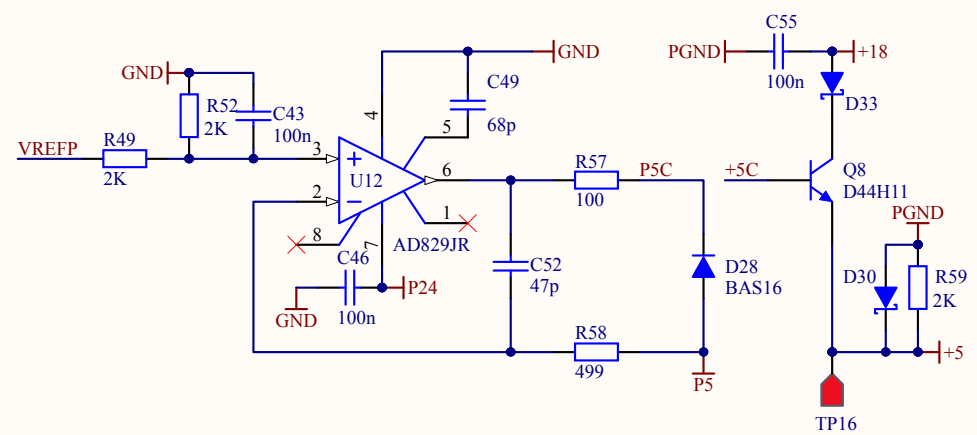 C55
PGND
+18
100n
D33
GND
4
C49
5
68p
GND
R52
2K
C43
100n
R49
VREFP
2K
3
2
U12
6
R57
100
P5C
+5C
Q8
D44H11
PGND
1
AD829JR
8
7
C46
100n
GND
P24
C52
47p
D28
BAS16
D30
R59
2K
R58
499
P5
+5
TP16